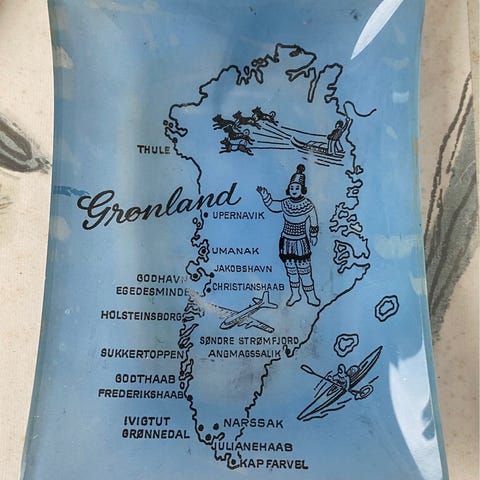 THULE
Grønland
UPERNAVIK
UMANAK
JAKOBSHAVN
GODHAVN
CHRISTIANSHAAB
EGEDESMINDE
HOLSTEINSBORG
SØNDRE STRØMFJORD
SUKKERTOPPEN
ANGMAGSSALIK
GODTHAAB
FREDERIKSHAAB
IVIGTUT
NARSSAK
GRØNNEDAL
JULIANEHAAB
KAP FARVEL